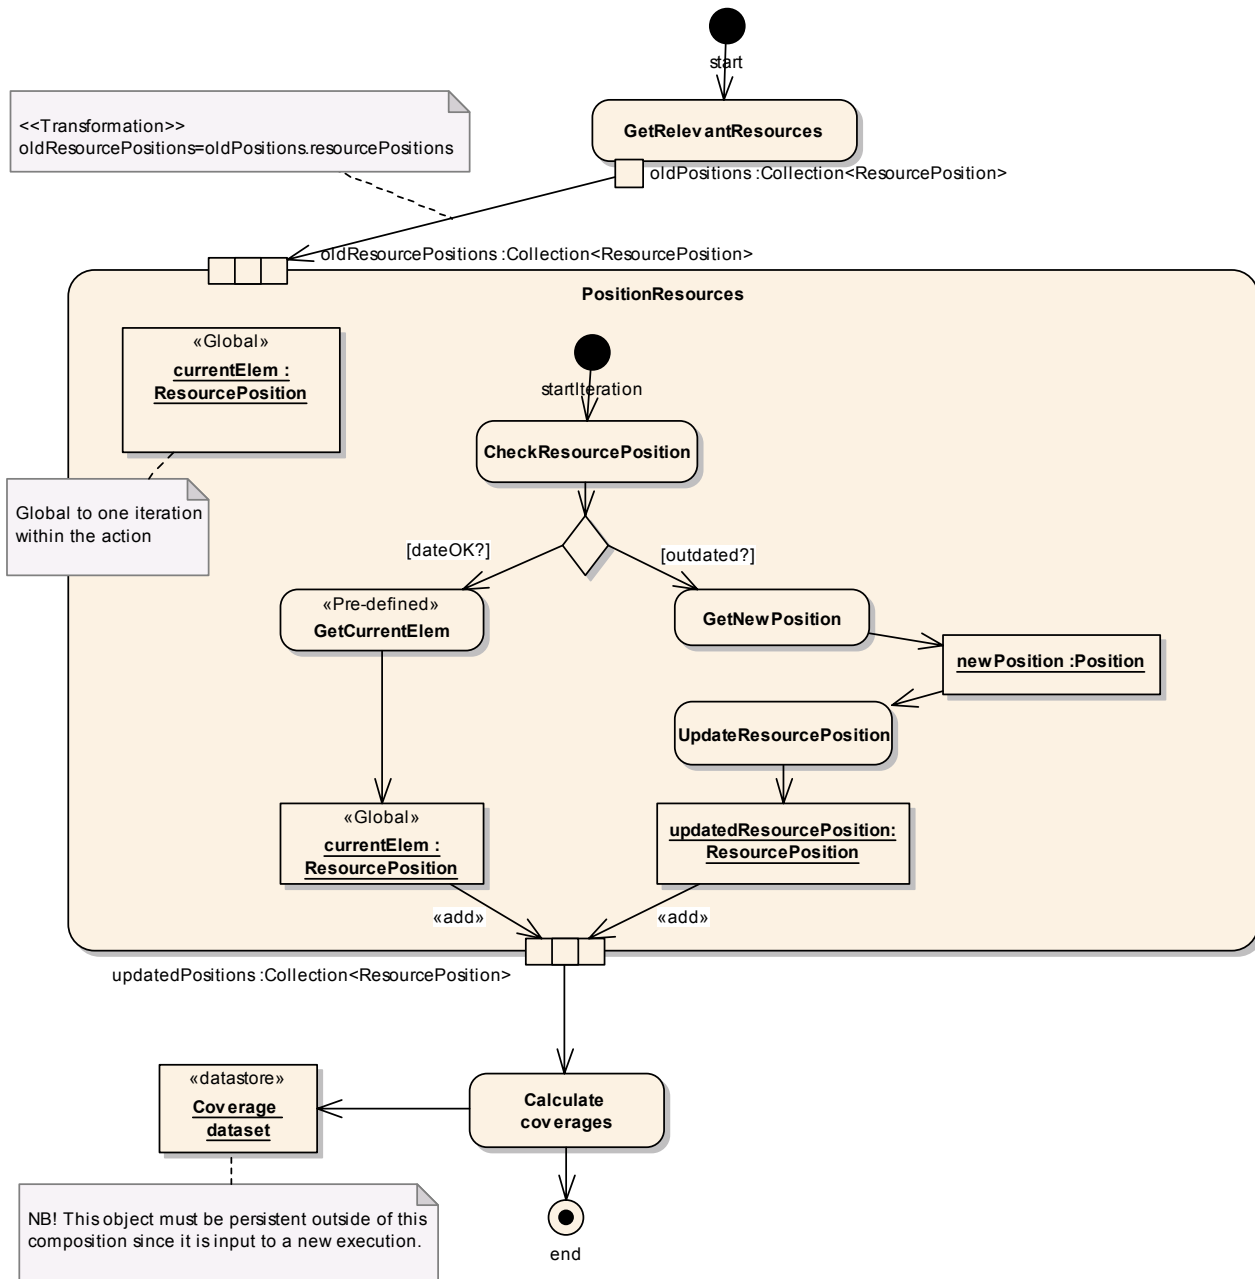 start
<<Transformation>>
oldResourcePositions=oldPositions.resourcePositions
GetRelevantResources
oldPositions :Collection<ResourcePosition>
oldResourcePositions :Collection<ResourcePosition>
PositionResources
«Global»
currentElem :
ResourcePosition
startIteration
CheckResourcePosition
Global to one iteration
within the action
[dateOK?]
[outdated?]
«Pre-defined»
GetCurrentElem
GetNewPosition
newPosition :Position
UpdateResourcePosition
«Global»
currentElem :
ResourcePosition
updatedResourcePosition:
ResourcePosition
«add»
«add»
updatedPositions :Collection<ResourcePosition>
«datastore»
Coverage
dataset
Calculate
coverages
NB! This object must be persistent outside of this
composition since it is input to a new execution.
end